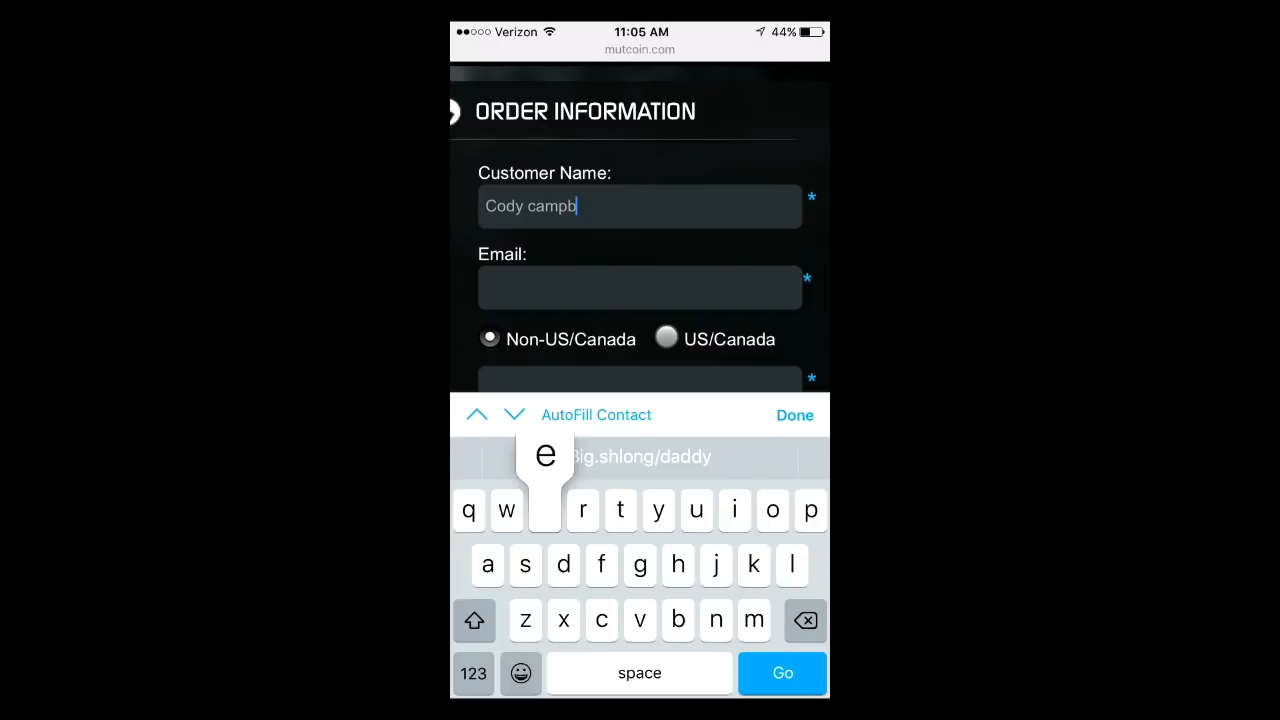 Verizon 11:05 AM 44%
mutcoin.com
ORDER INFORMATION
Customer Name:
Cody campb
*
Email:
*
Non-US/Canada US/Canada
*
AutoFill Contact Done
e Big.shlong/daddy
q w r t y u i o p
a s d f g h j k l
z x c v b n m
123 space Go